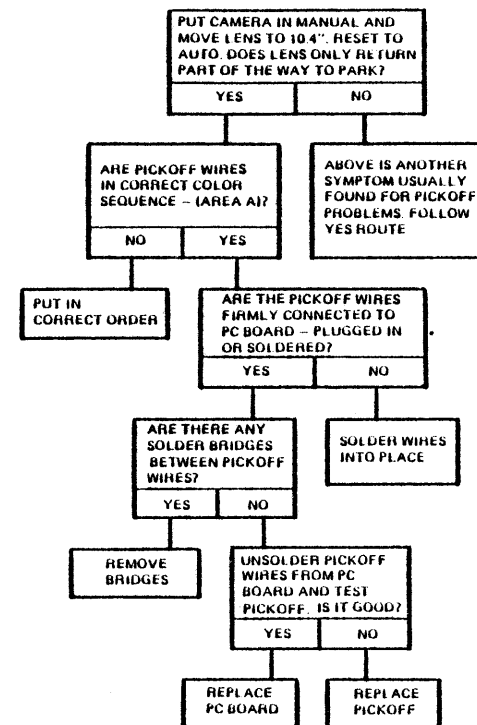 PUT CAMERA IN MANUAL AND
MOVE LENS TO 10.4". RESET TO
AUTO. DOES LENS ONLY RETURN
PART OF THE WAY TO PARK?
YES NO
ARE PICKOFF WIRES
IN CORRECT COLOR
SEQUENCE – (AREA A)?
NO YES
ABOVE IS ANOTHER
SYMPTOM USUALLY
FOUND FOR PICKOFF
PROBLEMS. FOLLOW
YES ROUTE
PUT IN
CORRECT ORDER
ARE THE PICKOFF WIRES
FIRMLY CONNECTED TO
PC BOARD – PLUGGED IN
OR SOLDERED?
YES NO
ARE THERE ANY
SOLDER BRIDGES
BETWEEN PICKOFF
WIRES?
YES NO
SOLDER WIRES
INTO PLACE
REMOVE
BRIDGES
UNSOLDER PICKOFF
WIRES FROM PC
BOARD AND TEST
PICKOFF. IS IT GOOD?
YES NO
REPLACE
PC BOARD
REPLACE
PICKOFF